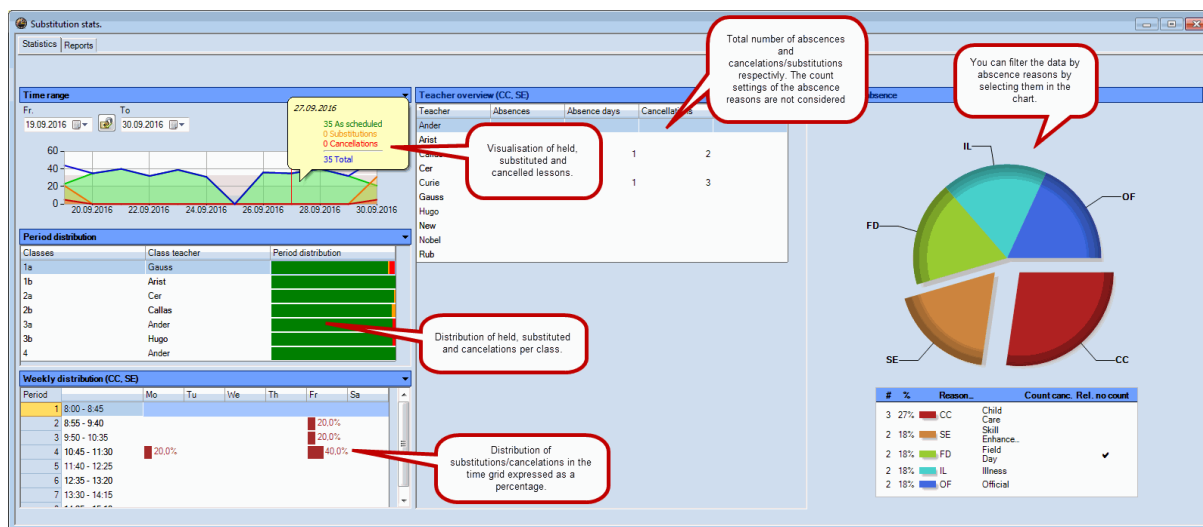 Substitution stats.
Statistics Reports
Time range
Fr. To
19.09.2016 30.09.2016
27.09.2016
35 As scheduled
0 Substitutions
0 Cancellations
35 Total
60
40
20
0
20.09.2016 22.09.2016 24.09.2016 26.09.2016 28.09.2016 30.09.2016
Period distribution
Classes Class teacher Period distribution
1a Gauss
1b Arist
2a Cer
2b Callas
3a Ander
3b Hugo
4 Ander
Weekly distribution (CC, SE)
Period Mo Tu We Th Fr Sa
1 8:00 - 8:45
2 8:55 - 9:40 20,0%
3 9:50 - 10:35 20,0%
4 10:45 - 11:30 20,0% 40,0%
5 11:40 - 12:25
6 12:35 - 13:20
7 13:30 - 14:15
Teacher overview (CC, SE)
Teacher Absences Absence days Cancellations
Ander
Arist
1 2
Cer
Curie 1 3
Gauss
Hugo
New
Nobel
Rub
Visualisation of held,
substituted and
cancelled lessons.
Distribution of held, substituted
and cancelations per class.
Distribution of
substitutions/cancelations in the
time grid expressed as a
percentage.
Total number of abscences
and
cancelations/substitutions
respectivly. The count
settings of the abscence
reasons are not considered
You can filter the data by
abscence reasons by
selecting them in the
chart.
IL
OF
FD
SE
CC
# % Reason... Count canc. Rel. no count
3 27% CC Child
Care
2 18% SE Skill
Enhance...
2 18% FD Field
Day
2 18% IL Illness
2 18% OF Official